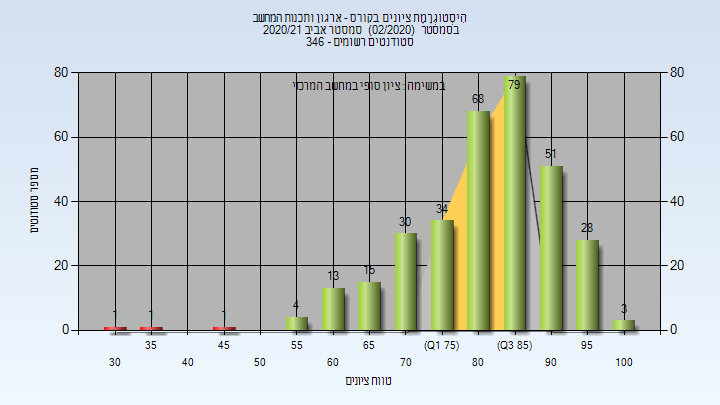 היסטוגרמת ציונים בקורס - ארגון ותכנות המחשב
בסמסטר (02/2020) סמסטר אביב 2020/21
סטודנטים רשומים - 346
במשימה : ציון סופי במחשב המרכזי
80 80
60 60
40 40
20 20
0 0
1 1 1 4 13 15 30 34 68 79 51 28 3
מספר סטודנטים
35 45 55 65 (Q1 75) (Q3 85) 95
30 40 50 60 70 80 90 100
טווח ציונים